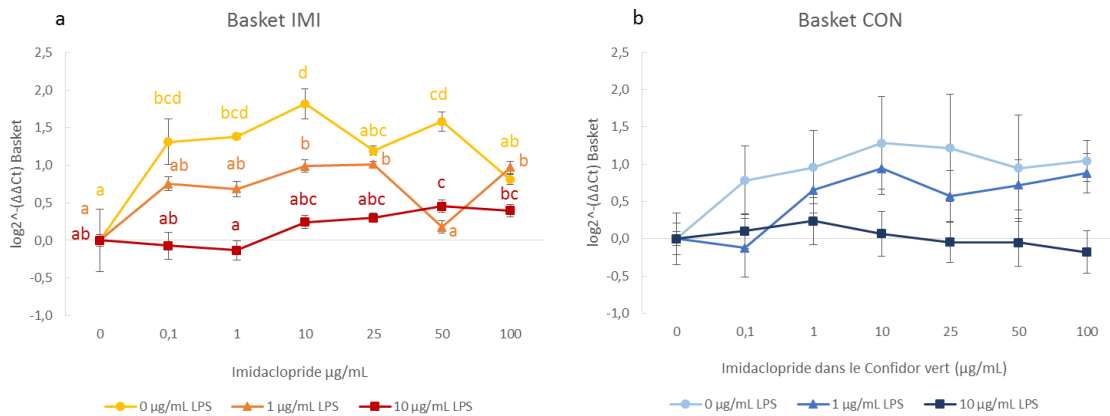 a
Basket IMI
log2^-(ΔΔCt) Basket
2,5
2,0
1,5
1,0
0,5
0,0
-0,5
-1,0
a
bcd
bcd
d
abc
cd
ab
a
ab
ab
b
b
a
b
ab
ab
a
abc
abc
c
bc
0 0,1 1 10 25 50 100
Imidaclopride µg/mL
0 µg/mL LPS 1 µg/mL LPS 10 µg/mL LPS
b
Basket CON
log2^-(ΔΔCt) Basket
2,5
2,0
1,5
1,0
0,5
0,0
-0,5
-1,0
0 0,1 1 10 25 50 100
Imidaclopride dans le Confidor vert (µg/mL)
0 µg/mL LPS 1 µg/mL LPS 10 µg/mL LPS